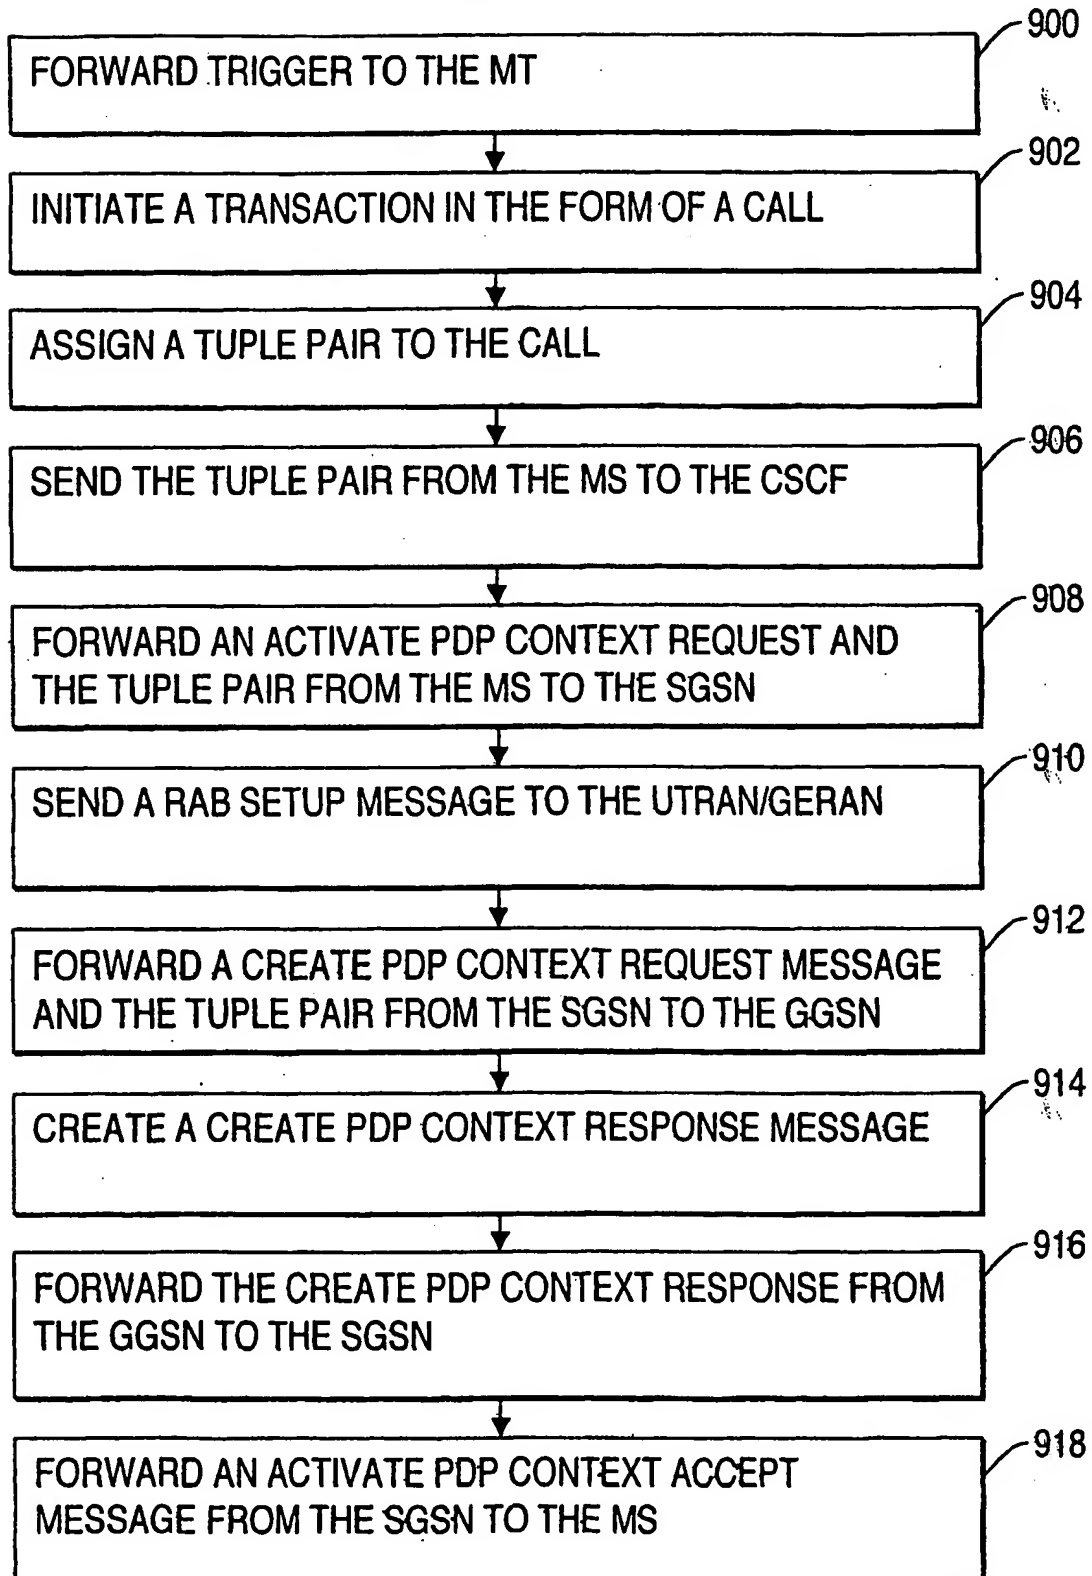 900
FORWARD TRIGGER TO THE MT
902
INITIATE A TRANSACTION IN THE FORM OF A CALL
904
ASSIGN A TUPLE PAIR TO THE CALL
906
SEND THE TUPLE PAIR FROM THE MS TO THE CSCF
908
FORWARD AN ACTIVATE PDP CONTEXT REQUEST AND
THE TUPLE PAIR FROM THE MS TO THE SGSN
910
SEND A RAB SETUP MESSAGE TO THE UTRAN/GERAN
912
FORWARD A CREATE PDP CONTEXT REQUEST MESSAGE
AND THE TUPLE PAIR FROM THE SGSN TO THE GGSN
914
CREATE A CREATE PDP CONTEXT RESPONSE MESSAGE
916
FORWARD THE CREATE PDP CONTEXT RESPONSE FROM
THE GGSN TO THE SGSN
918
FORWARD AN ACTIVATE PDP CONTEXT ACCEPT
MESSAGE FROM THE SGSN TO THE MS